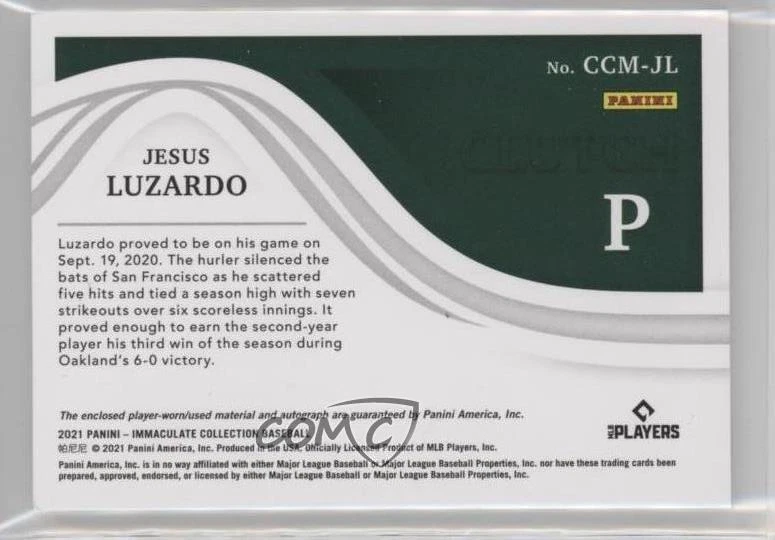 No. CCM-JL
PANINI
JESUS
LUZARDO
P
Luzardo proved to be on his game on
Sept. 19, 2020. The hurler silenced the
bats of San Francisco as he scattered
five hits and tied a season high with seven
strikeouts over six scoreless innings. It
proved enough to earn the second-year
player his third win of the season during
Oakland's 6-0 victory.
The enclosed player-worn/used material and autograph are guaranteed by Panini America, Inc.
2021 PANINI – IMMACULATE COLLECTION BASEBALL
帕尼尼 © 2021 Panini America, Inc. Produced in the USA. Officially Licensed Product of MLB Players, Inc.
Panini America, Inc. is in no way affiliated with either Major League Baseball or Major League Baseball Properties, Inc. nor have these trading cards been
prepared, approved, endorsed, or licensed by either Major League Baseball or Major League Baseball Properties, Inc.
MLB PLAYERS
COMC